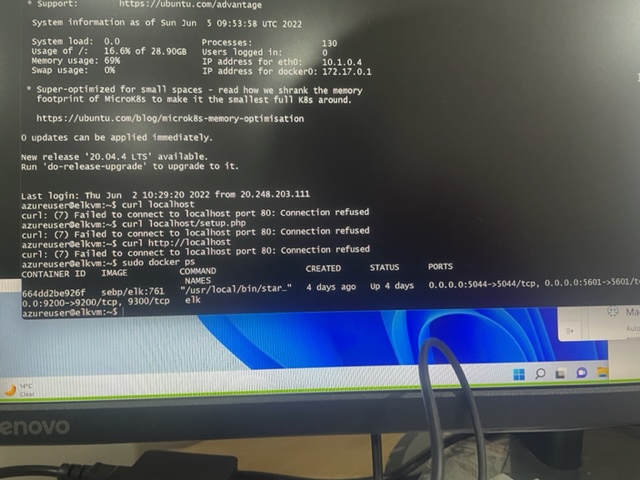 * Support: https://ubuntu.com/advantage
System information as of Sun Jun 5 09:53:58 UTC 2022
System load: 0.0 Processes: 130
Usage of /: 16.6% of 28.90GB Users logged in: 0
Memory usage: 69% IP address for eth0: 10.1.0.4
Swap usage: 0% IP address for docker0: 172.17.0.1
* Super-optimized for small spaces - read how we shrank the memory
footprint of MicroK8s to make it the smallest full K8s around.
https://ubuntu.com/blog/microk8s-memory-optimisation
0 updates can be applied immediately.
New release '20.04.4 LTS' available.
Run 'do-release-upgrade' to upgrade to it.
Last login: Thu Jun 2 10:29:20 2022 from 20.248.203.111
azureuser@elkvm:~$ curl localhost
curl: (7) Failed to connect to localhost port 80: Connection refused
azureuser@elkvm:~$ curl localhost/setup.php
curl: (7) Failed to connect to localhost port 80: Connection refused
azureuser@elkvm:~$ curl http://localhost
curl: (7) Failed to connect to localhost port 80: Connection refused
azureuser@elkvm:~$ sudo docker ps
CONTAINER ID IMAGE COMMAND CREATED STATUS PORTS
NAMES
664dd2be926f sebp/elk:761 "/usr/local/bin/star…" 4 days ago Up 4 days 0.0.0.0:5044->5044/tcp, 0.0.0.0:5601->5601/t
0.0:9200->9200/tcp, 9300/tcp elk
azureuser@elkvm:~$
Ma
Auto
14°C
Clear
enovo